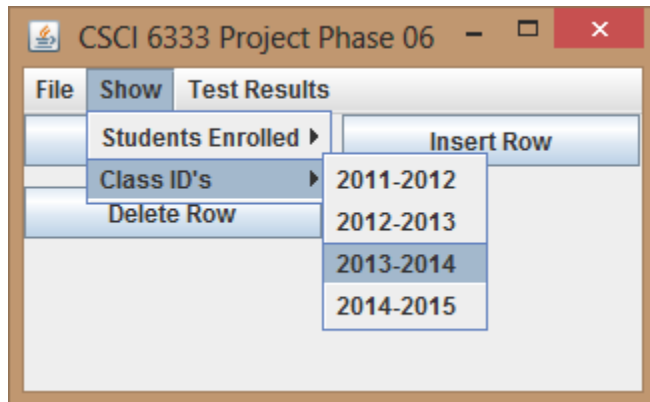 CSCI 6333 Project Phase 06
File Show Test Results
Students Enrolled
Insert Row
Class ID's
2011-2012
Delete Row
2012-2013
2013-2014
2014-2015